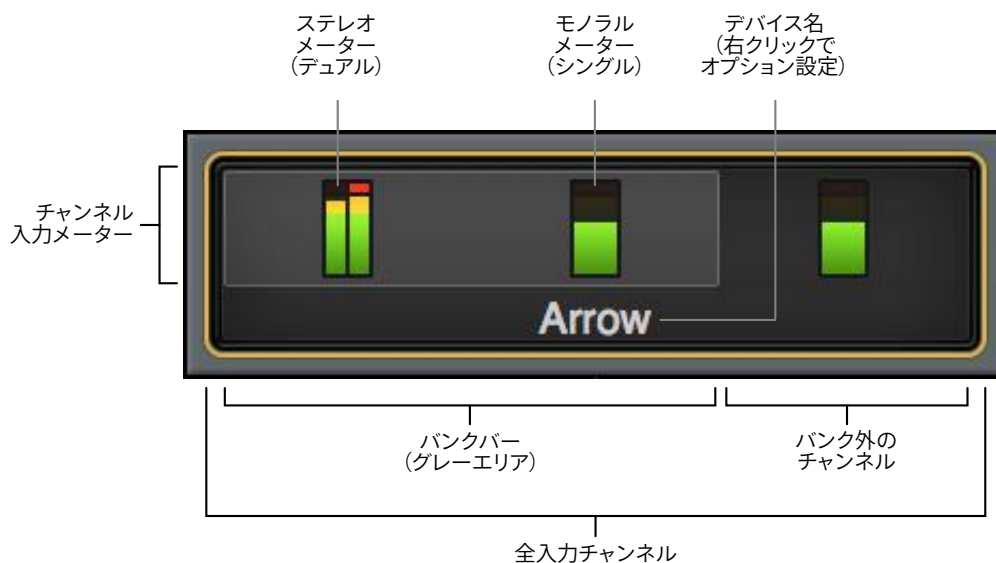 ステレオ
メーター
（デュアル）
モノラル
メーター
（シングル）
デバイス名
（右クリックで
オプション設定）
チャンネル
入力メーター
Arrow
バンクバー
（グレーエリア）
バンク外の
チャンネル
全入力チャンネル